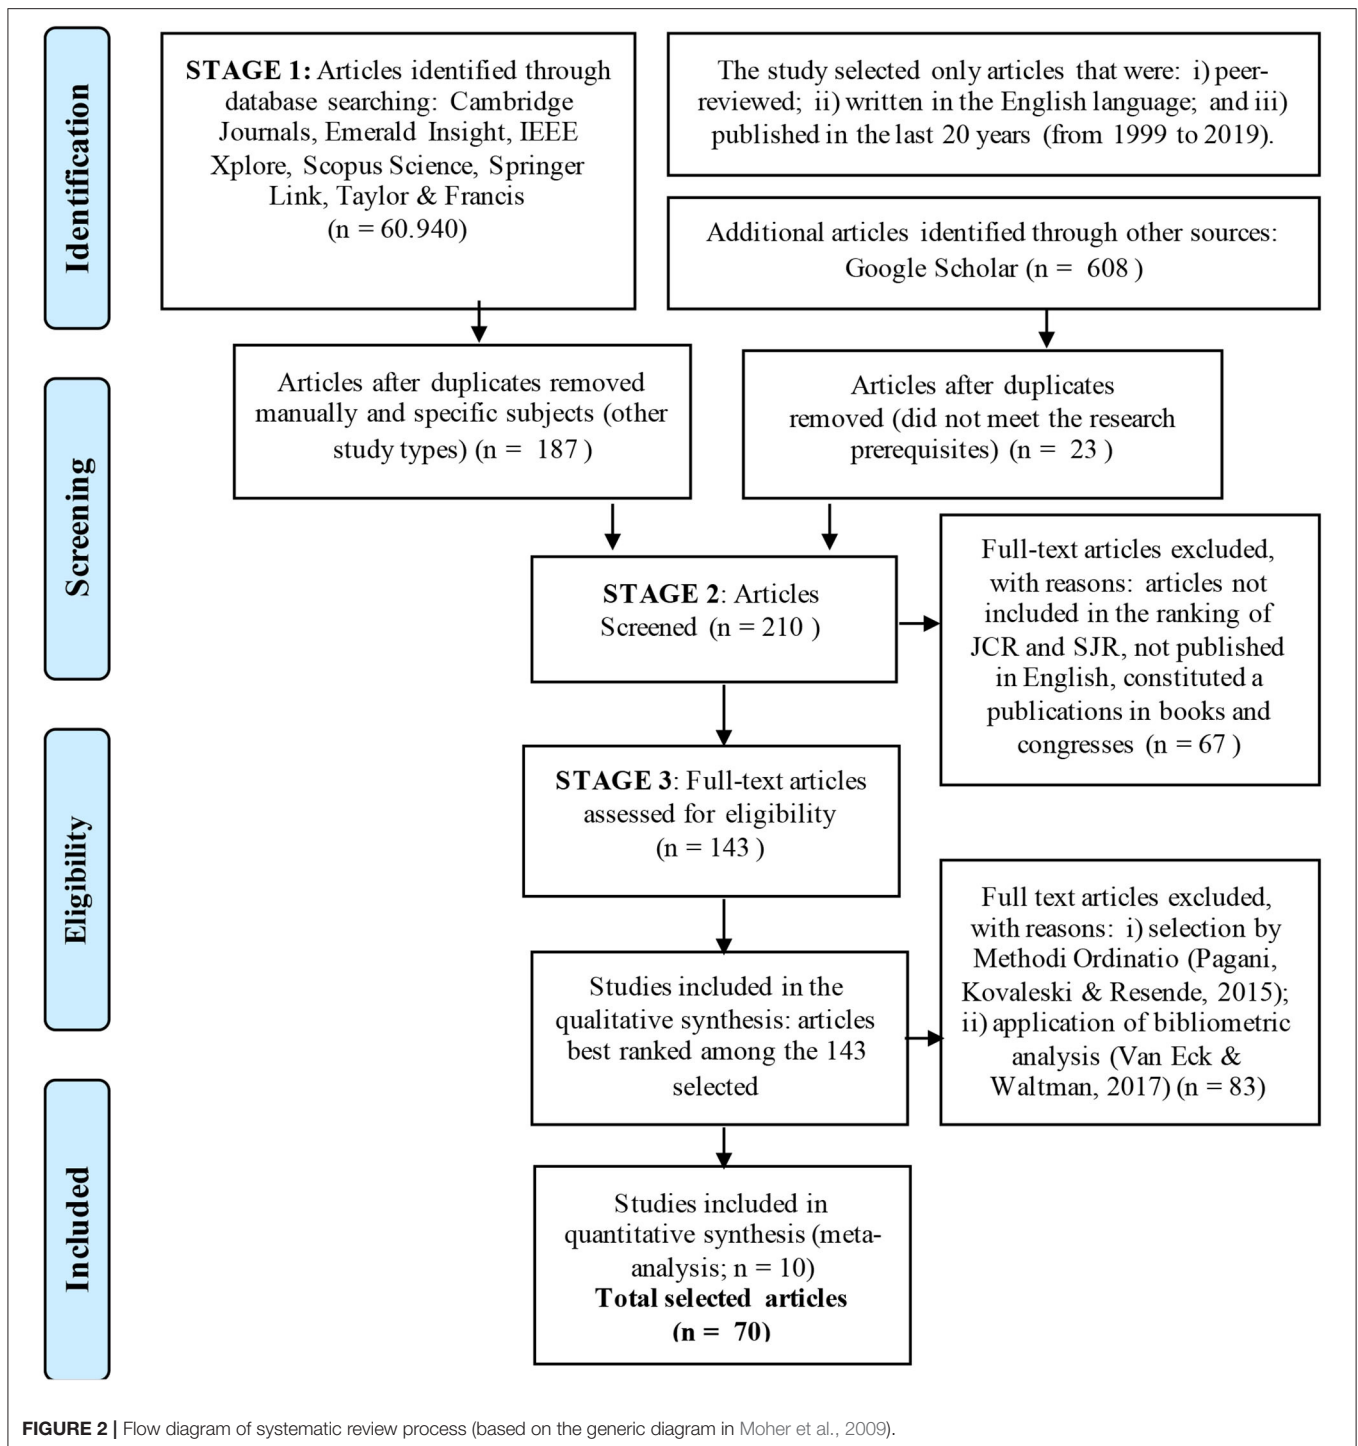 Identification
STAGE 1: Articles identified through
database searching: Cambridge
Journals, Emerald Insight, IEEE
Xplore, Scopus Science, Springer
Link, Taylor & Francis
(n = 60.940)
The study selected only articles that were: i) peer-
reviewed; ii) written in the English language; and iii)
published in the last 20 years (from 1999 to 2019).
Additional articles identified through other sources:
Google Scholar (n = 608 )
Screening
Articles after duplicates removed
manually and specific subjects (other
study types) (n = 187 )
Articles after duplicates
removed (did not meet the research
prerequisites) (n = 23 )
STAGE 2: Articles
Screened (n = 210 )
Full-text articles excluded,
with reasons: articles not
included in the ranking of
JCR and SJR, not published
in English, constituted a
publications in books and
congresses (n = 67 )
Eligibility
STAGE 3: Full-text articles
assessed for eligibility
(n = 143 )
Studies included in the
qualitative synthesis: articles
best ranked among the 143
selected
Full text articles excluded,
with reasons: i) selection by
Methodi Ordinatio (Pagani,
Kovaleski & Resende, 2015);
ii) application of bibliometric
analysis (Van Eck &
Waltman, 2017) (n = 83)
Included
Studies included in
quantitative synthesis (meta-
analysis; n = 10)
Total selected articles
(n = 70)
FIGURE 2 | Flow diagram of systematic review process (based on the generic diagram in Moher et al., 2009).